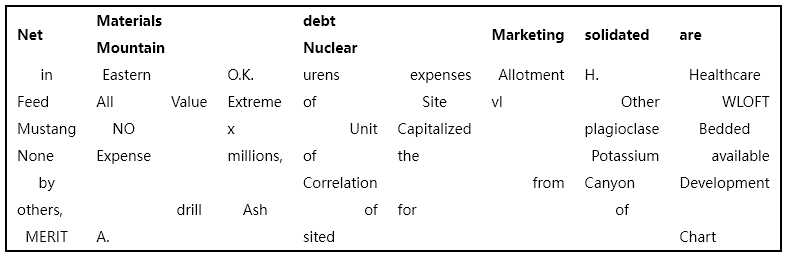 Net Materials Mountain debt Nuclear Marketing solidated are
in Eastern O.K. urens expenses Allotment H. Healthcare
Feed All Value Extreme of Site vl Other WLOFT
Mustang NO x Unit Capitalized plagioclase Bedded
None Expense millions, of the Potassium available
by Correlation from Canyon Development
others, drill Ash of for of
MERIT A. sited Chart